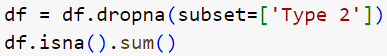 df = df.dropna(subset=['Type 2'])
df.isna().sum()